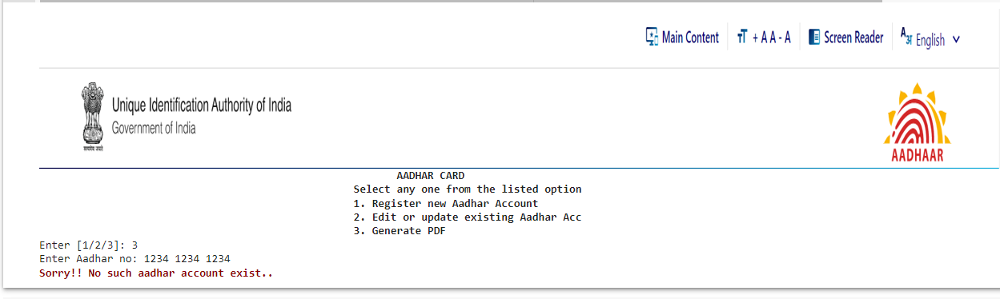 Main Content TT + A A - A Screen Reader Aअ English
Unique Identification Authority of India
Government of India
सत्यमेव जयते
AADHAAR
AADHAR CARD
Select any one from the listed option
1. Register new Aadhar Account
2. Edit or update existing Aadhar Acc
3. Generate PDF
Enter [1/2/3]: 3
Enter Aadhar no: 1234 1234 1234
Sorry!! No such aadhar account exist..